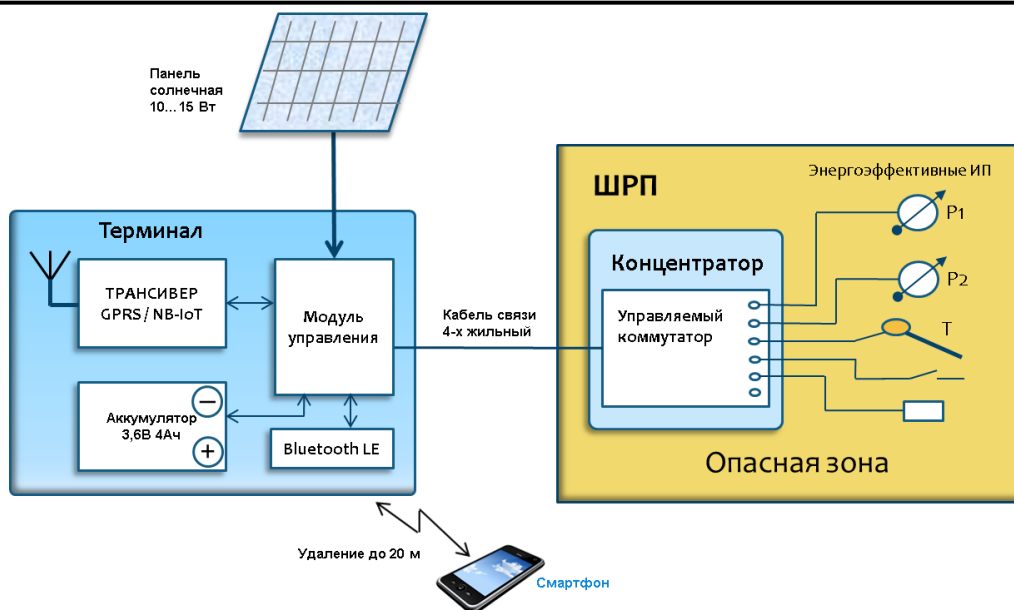 Панель
солнечная
10... 15 Вт
Терминал
ТРАНСИВЕР
GPRS / NB-IoT
Модуль
управления
Аккумулятор
3,6В 4Ач
−
+
Bluetooth LE
Кабель связи
4-х жильный
ШРП
Энергоэффективные ИП
P1
P2
T
Концентратор
Управляемый
коммутатор
Опасная зона
Удаление до 20 м
Смартфон